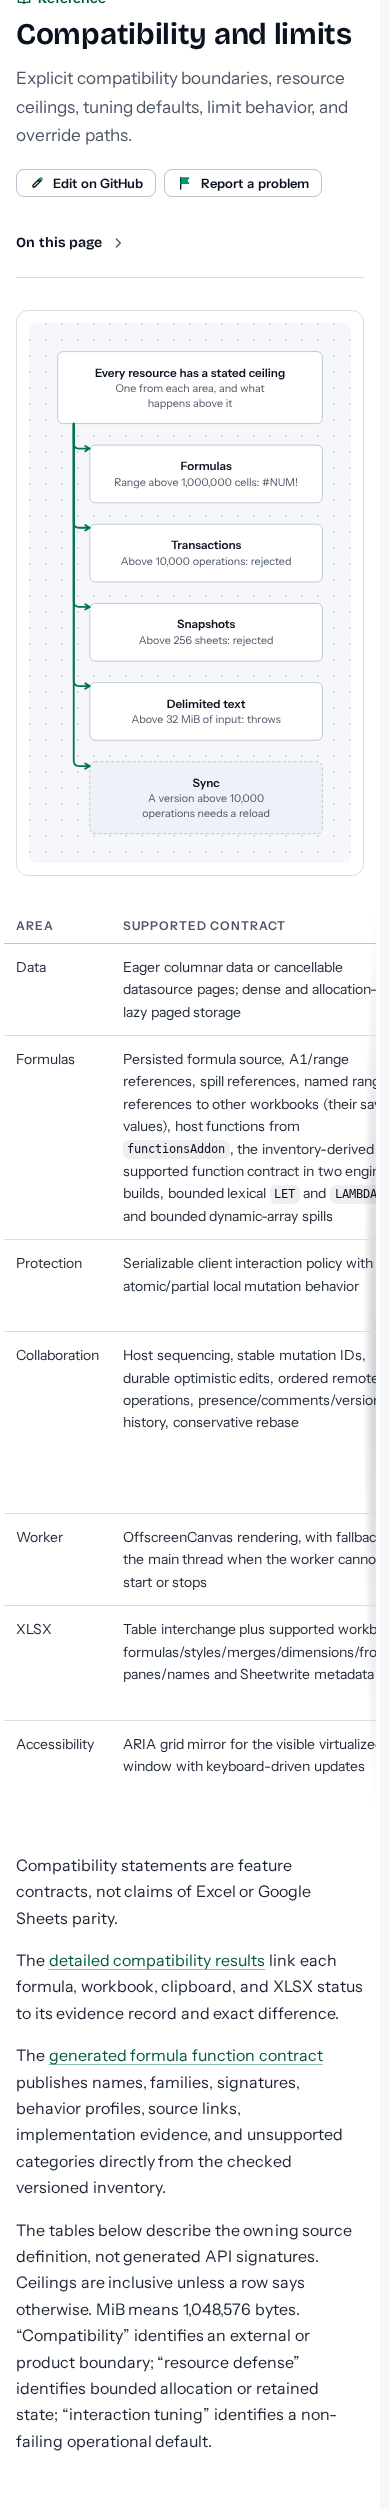 Reference
Compatibility and limits
Explicit compatibility boundaries, resource
ceilings, tuning defaults, limit behavior, and
override paths.
Edit on GitHub
Report a problem
On this page
Every resource has a stated ceiling
One from each area, and what
happens above it
Formulas
Range above 1,000,000 cells: #NUM!
Transactions
Above 10,000 operations: rejected
Snapshots
Above 256 sheets: rejected
Delimited text
Above 32 MiB of input: throws
Sync
A version above 10,000
operations needs a reload
AREA SUPPORTED CONTRACT
Data Eager columnar data or cancellable
datasource pages; dense and allocation-
lazy paged storage
Formulas Persisted formula source, A1/range
references, spill references, named
references to other workbooks (their
values), host functions from
functionsAddon, the inventory-derived
supported function contract in two
builds, bounded lexical LET and LAMBDA
and bounded dynamic-array spills
Protection Serializable client interaction policy with
atomic/partial local mutation behavior
Collaboration Host sequencing, stable mutation IDs,
durable optimistic edits, ordered remote
operations,
history, conservative rebase
Worker OffscreenCanvas rendering, with
the main thread when the worker
start or stops
XLSX Table interchange plus supported
formulas/styles/merges/dimensions/
panes/names and Sheetwrite metadata
Accessibility ARIA grid mirror for the visible virtualized
window with keyboard-driven updates
Compatibility statements are feature
contracts, not claims of Excel or Google
Sheets parity.
The detailed compatibility results link each
formula, workbook, clipboard, and XLSX status
to its evidence record and exact difference.
The generated formula function contract
publishes names, families, signatures,
behavior profiles, source links,
implementation evidence, and unsupported
categories directly from the checked
versioned inventory.
The tables below describe the owning source
definition, not generated API signatures.
Ceilings are inclusive unless a row says
otherwise. MiB means 1,048,576 bytes.
“Compatibility” identifies an external or
product boundary; “resource defense”
identifies bounded allocation or retained
state; “interaction tuning” identifies a non-
failing operational default.